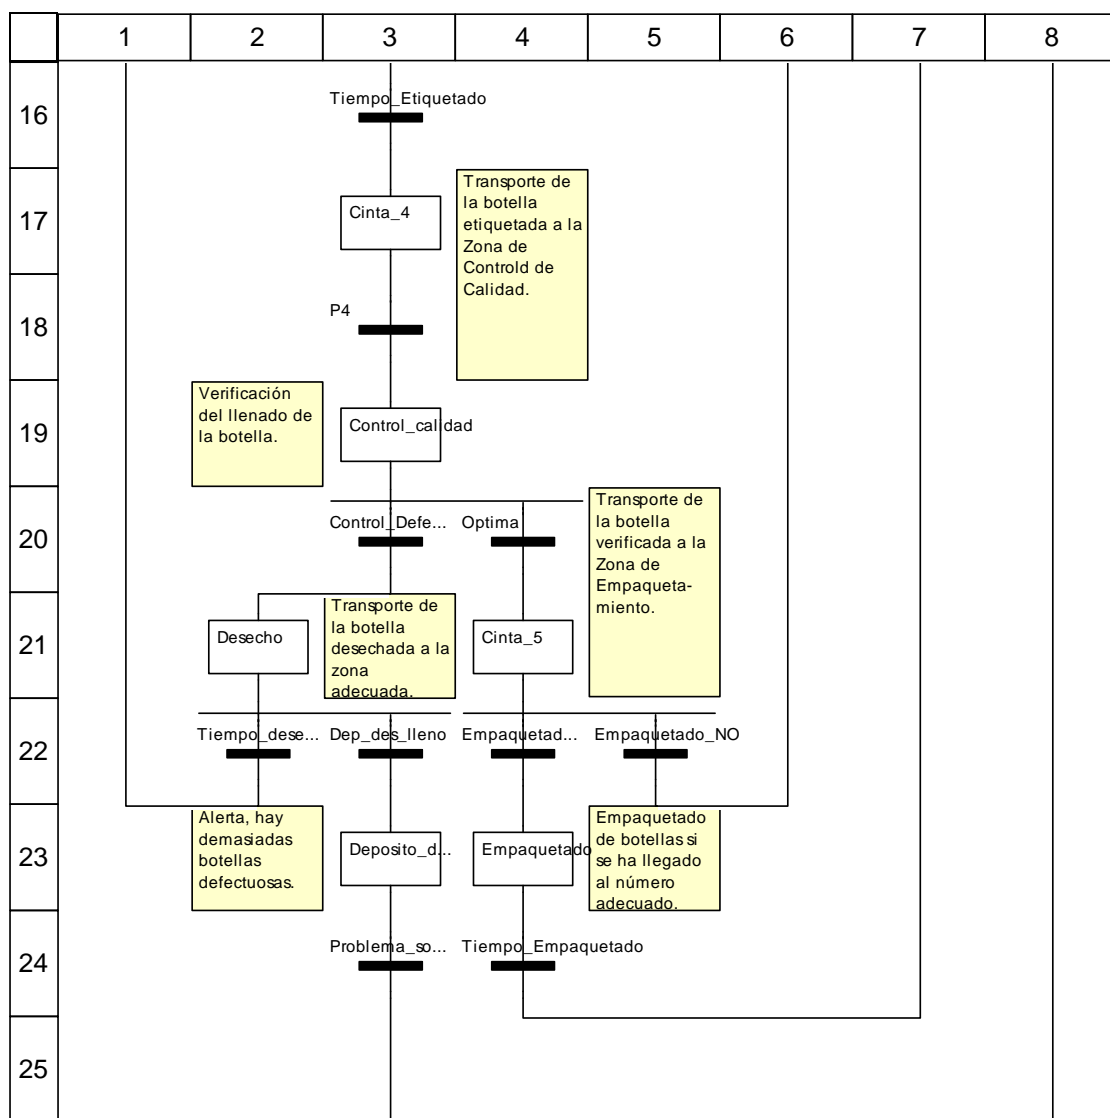 1 2 3 4 5 6 7 8
16
Tiempo_Etiquetado
17
Cinta_4
Transporte de
la botella
etiquetada a la
Zona de
Controld de
Calidad.
18
P4
19
Verificación
del llenado de
la botella.
Control_calidad
20
Control_Defe...
Optima
Transporte de
la botella
verificada a la
Zona de
Empaqueta-
miento.
21
Desecho
Transporte de
la botella
desechada a la
zona
adecuada.
Cinta_5
22
Tiempo_dese...
Dep_des_lleno
Empaquetad...
Empaquetado_NO
23
Alerta, hay
demasiadas
botellas
defectuosas.
Deposito_d...
Empaquetado
Empaquetado
de botellas si
se ha llegado
al número
adecuado.
24
Problema_so...
Tiempo_Empaquetado
25